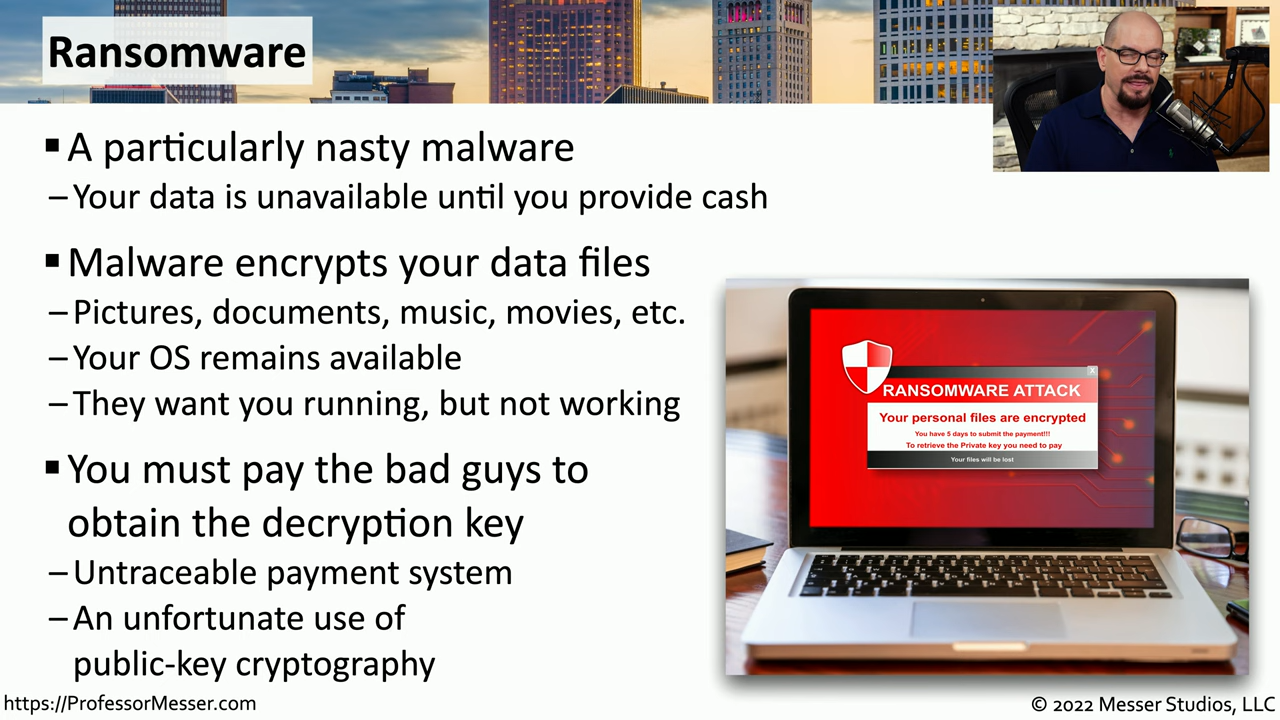 Ransomware
▪ A particularly nasty malware
– Your data is unavailable until you provide cash
▪ Malware encrypts your data files
– Pictures, documents, music, movies, etc.
– Your OS remains available
– They want you running, but not working
▪ You must pay the bad guys to
obtain the decryption key
– Untraceable payment system
– An unfortunate use of
public-key cryptography
RANSOMWARE ATTACK
X
Your personal files are encrypted
You have 5 days to submit the payment!!!
To retrieve the Private key you need to pay
Your files will be lost
https://ProfessorMesser.com
© 2022 Messer Studios, LLC